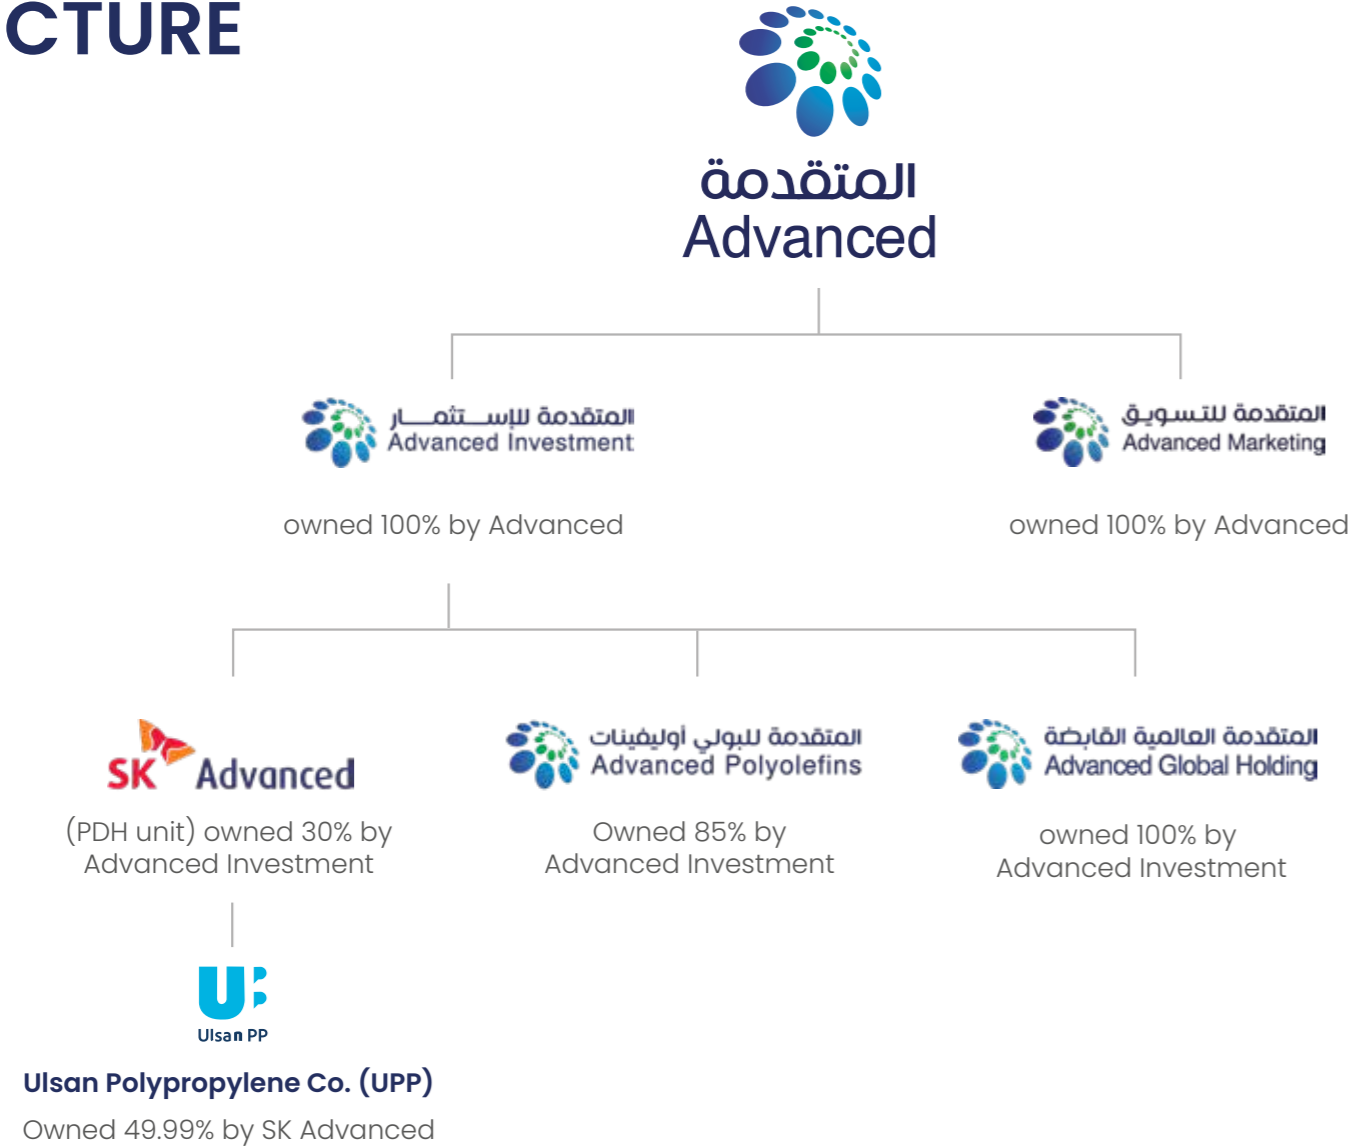 CTURE
المتقدمة
Advanced
المتقدمة للإســـتثمـــار
Advanced Investment
owned 100% by Advanced
المتقدمة للتسويـق
Advanced Marketing
owned 100% by Advanced
SK Advanced
(PDH unit) owned 30% by
Advanced Investment
المتقدمة للبولي أوليفينات
Advanced Polyolefins
Owned 85% by
Advanced Investment
المتقدمة العالمية القابضة
Advanced Global Holding
owned 100% by
Advanced Investment
Ulsan PP
Ulsan Polypropylene Co. (UPP)
Owned 49.99% by SK Advanced